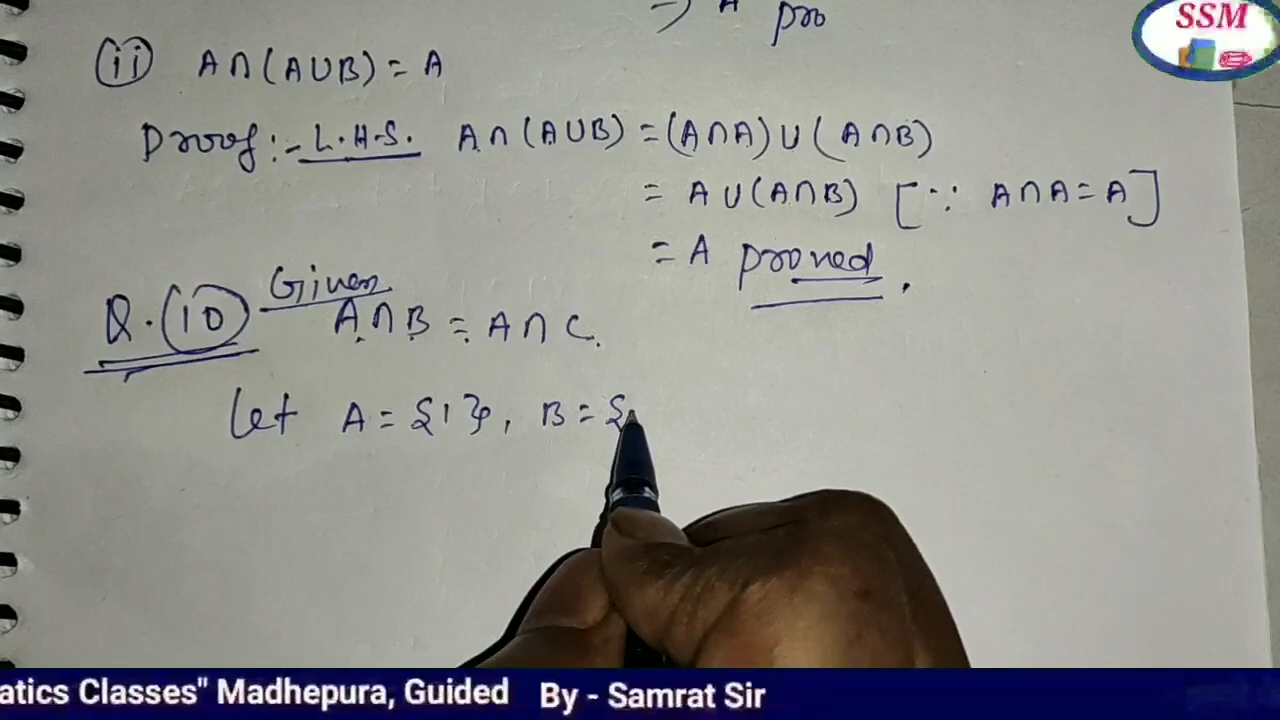 => A pro
SSM
(ii) A∩(A∪B) = A
Proof:- L.H.S. A∩(A∪B) = (A∩A)∪(A∩B)
= A∪(A∩B) [∵ A∩A=A]
= A proved.
Q.(10) Given A∩B = A∩C.
Let A = {1}, B = {
atics Classes" Madhepura, Guided By - Samrat Sir